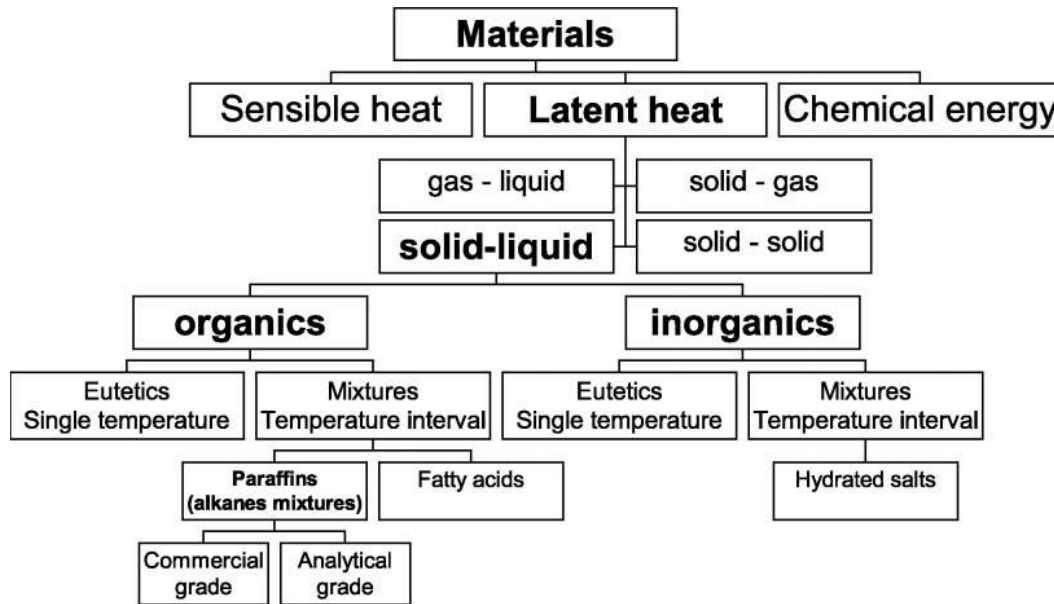 Materials
Sensible heat
Latent heat
Chemical energy
gas - liquid
solid - gas
solid-liquid
solid - solid
organics
inorganics
Eutetics
Single temperature
Mixtures
Temperature interval
Eutetics
Single temperature
Mixtures
Temperature interval
Paraffins
(alkanes mixtures)
Fatty acids
Hydrated salts
Commercial
grade
Analytical
grade